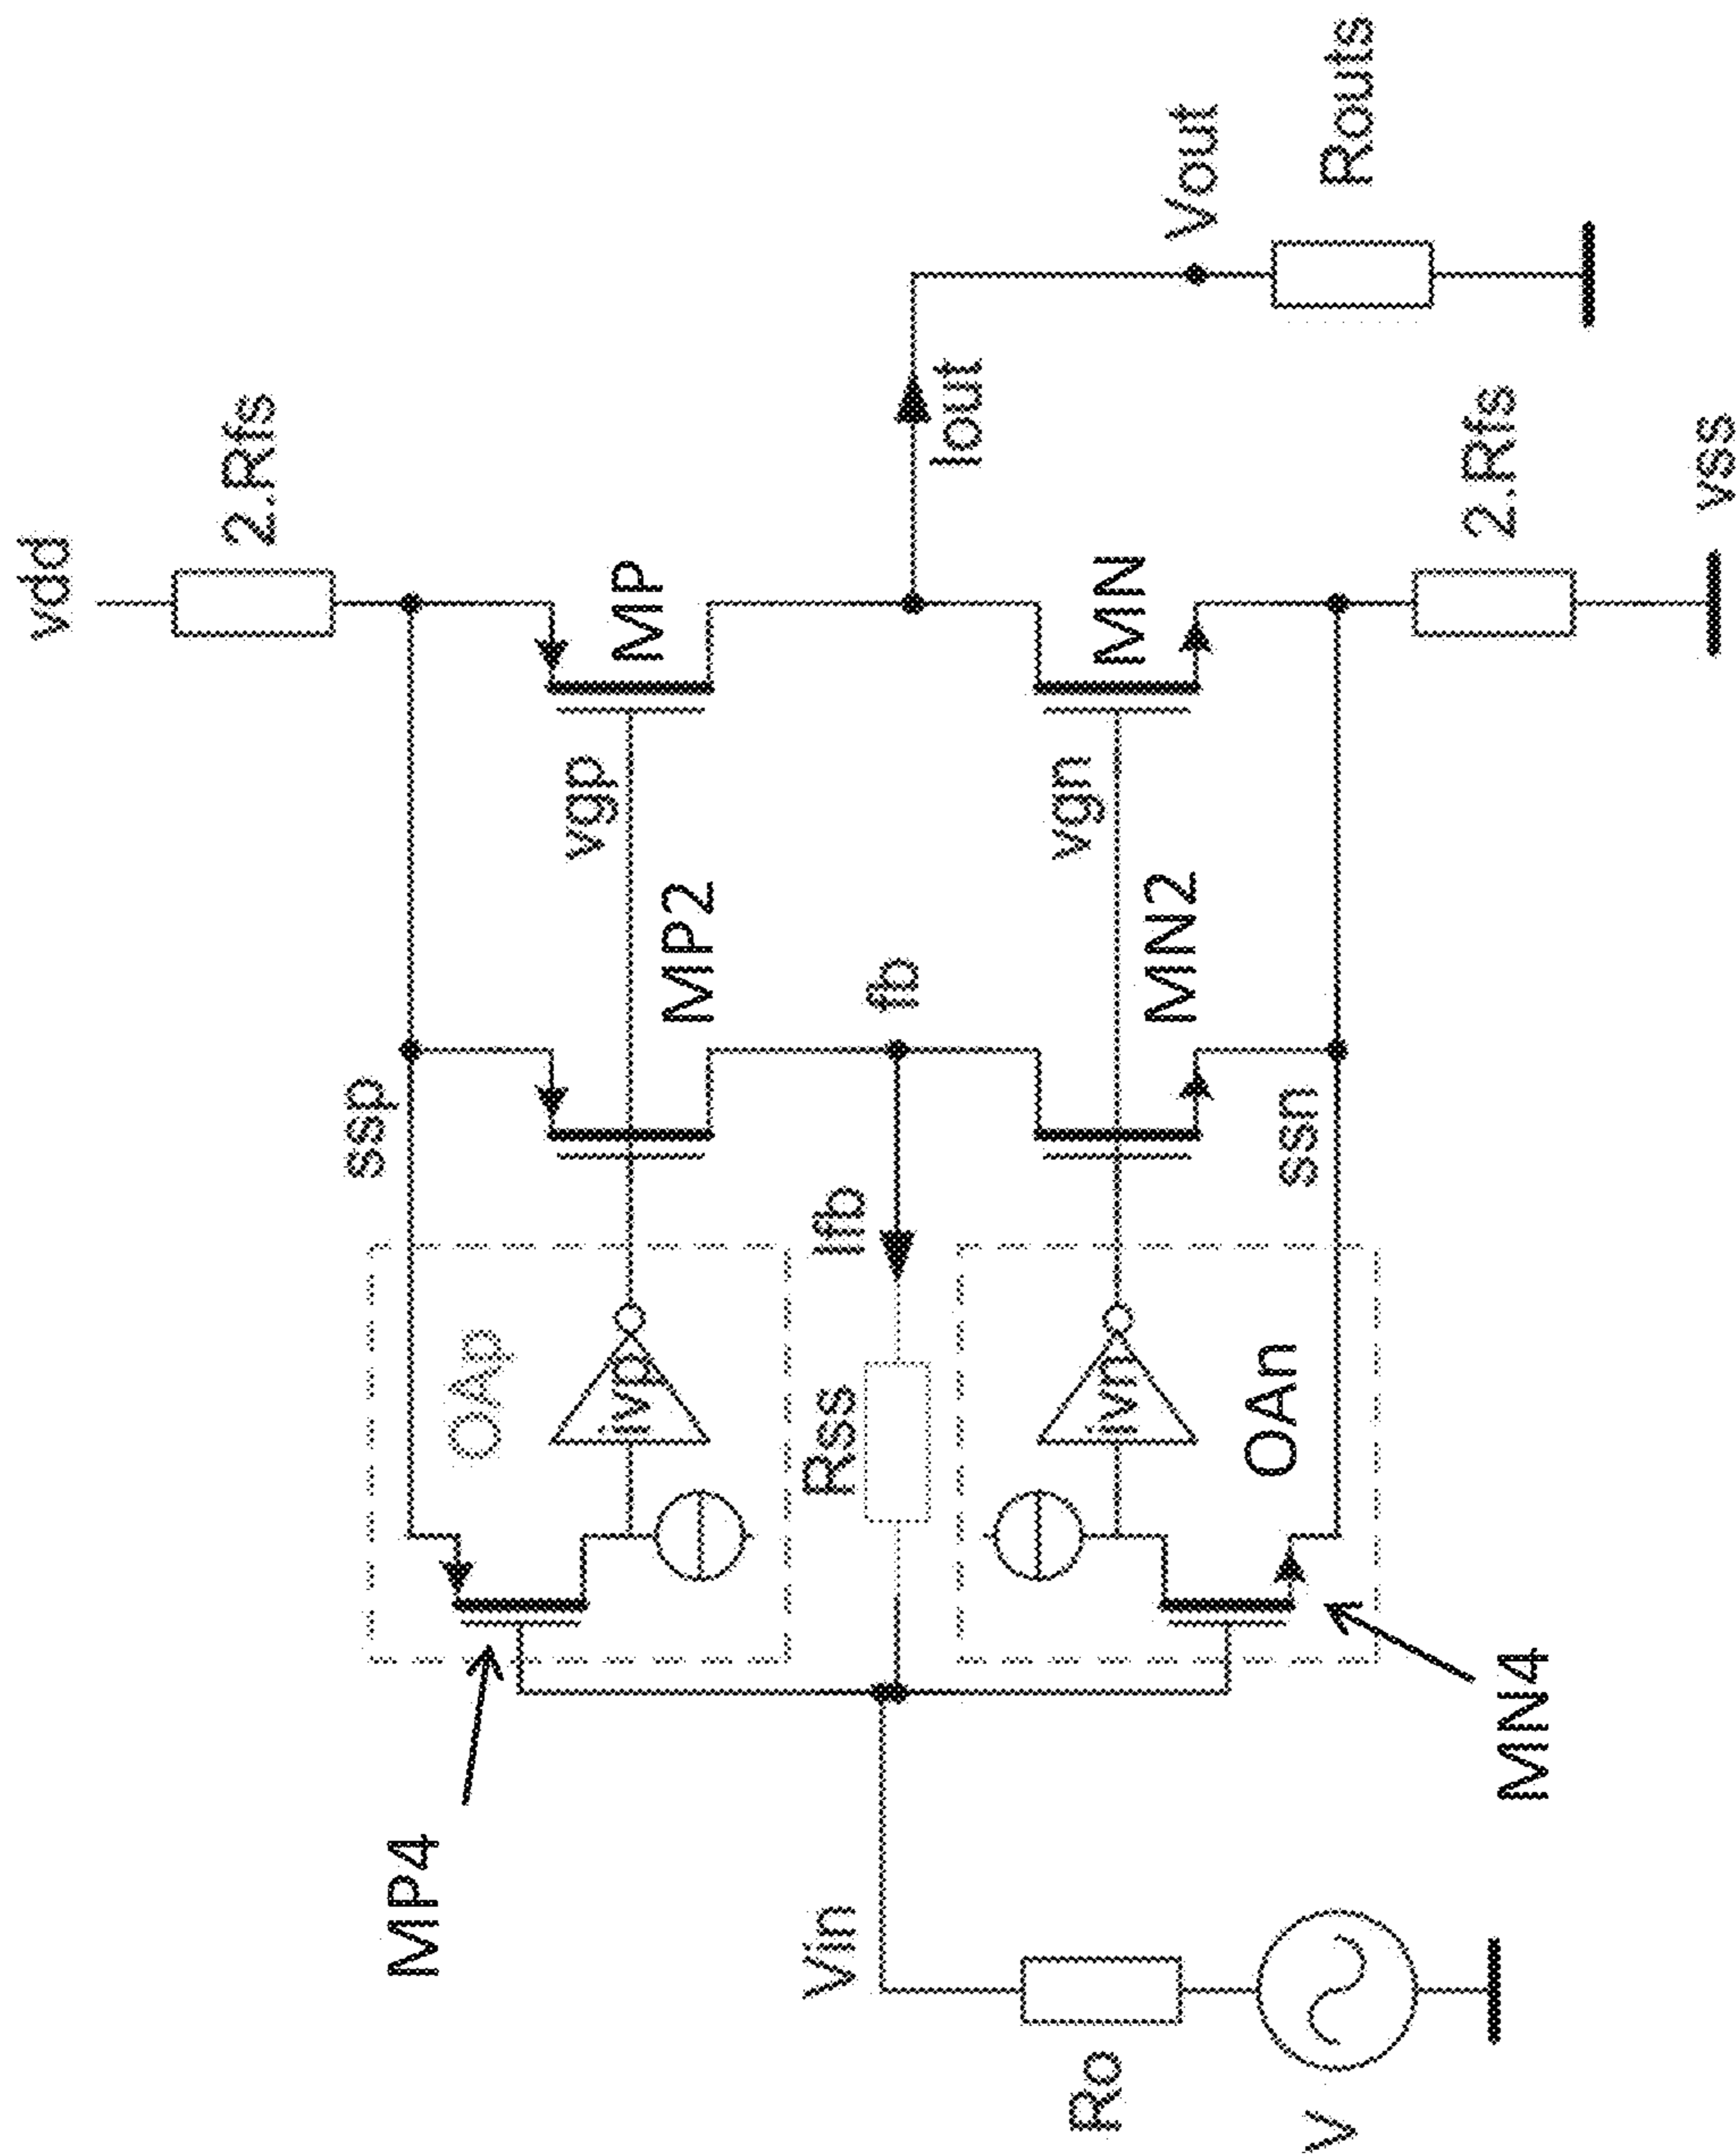 vdd
2.Rfs
MP
vgp
MP2
ssp
OAp
ivp
MP4
Vout
Routs
Iout
fb
Ifb
Rss
Vin
MN
vgn
MN2
ssn
ivn
OAn
MN4
2.Rfs
vss
Ro
V